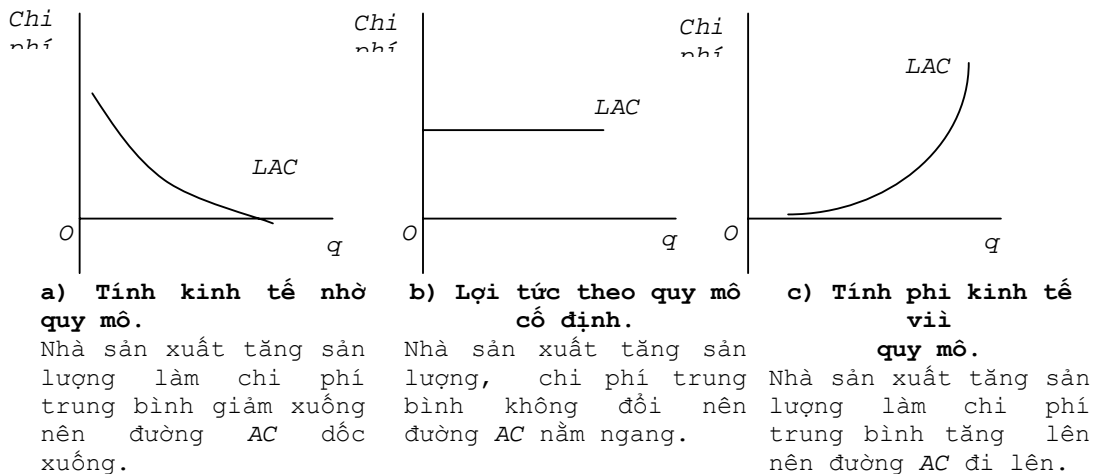 Chi
phí
LAC
O
q
a) Tính kinh tế nhờ
quy mô.
Nhà sản xuất tăng sản
lượng làm chi phí
trung bình giảm xuống
nên đường AC dốc
xuống.
Chi
phí
LAC
O
q
b) Lợi tức theo quy mô
cố định.
Nhà sản xuất tăng sản
lượng, chi phí trung
bình không đổi nên
đường AC nằm ngang.
Chi
phí
LAC
O
q
c) Tính phi kinh tế
viì
quy mô.
Nhà sản xuất tăng sản
lượng làm chi phí
trung bình tăng lên
nên đường AC đi lên.